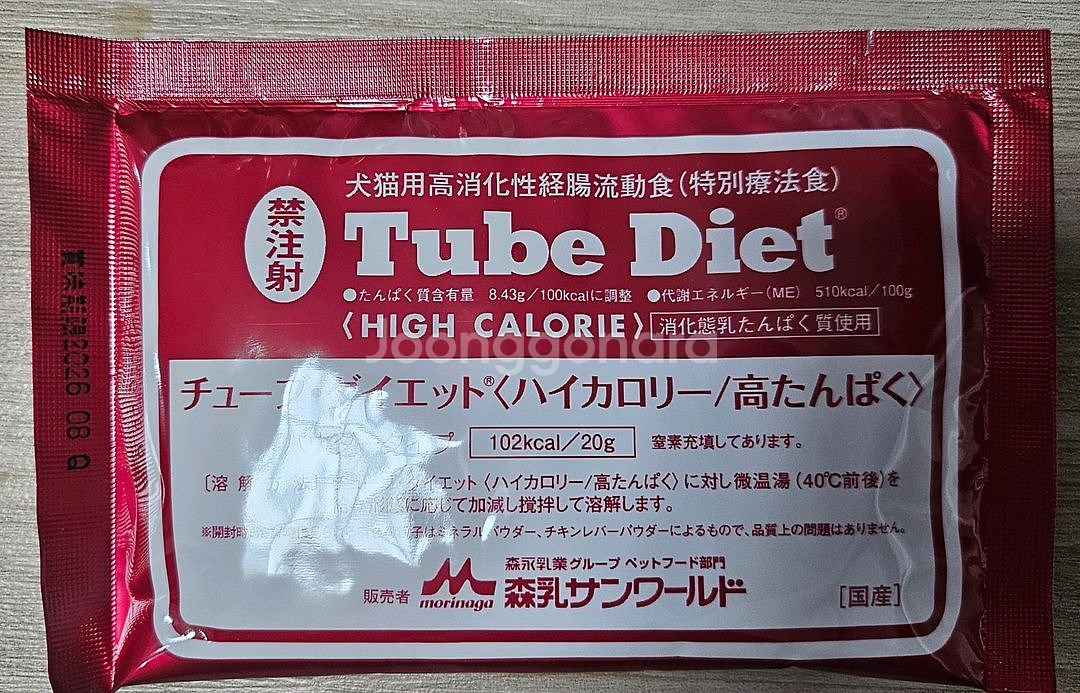 犬猫用高消化性経腸流動食(特別療法食)
禁注射
Tube Diet®
●たんぱく質含有量 8.43g/100kcalに調整 ●代謝エネルギー(ME) 510kcal/100g
〈HIGH CALORIE〉 消化態乳たんぱく質使用
Joonggonara
チューブ ダイエット®〈ハイカロリー/高たんぱく〉
102kcal/20g 窒素充填してあります。
イエット〈ハイカロリー/高たんぱく〉に対し微温湯(40℃前後)を
に応じて加減し撹拌して溶解します。
子はミネラルパウダー、チキンレバーパウダーによるもので、品質上の問題はありません。
森永乳業グループ ペットフード部門
販売者 morinaga 森乳サンワールド
[国産]
賞味期限2026 08